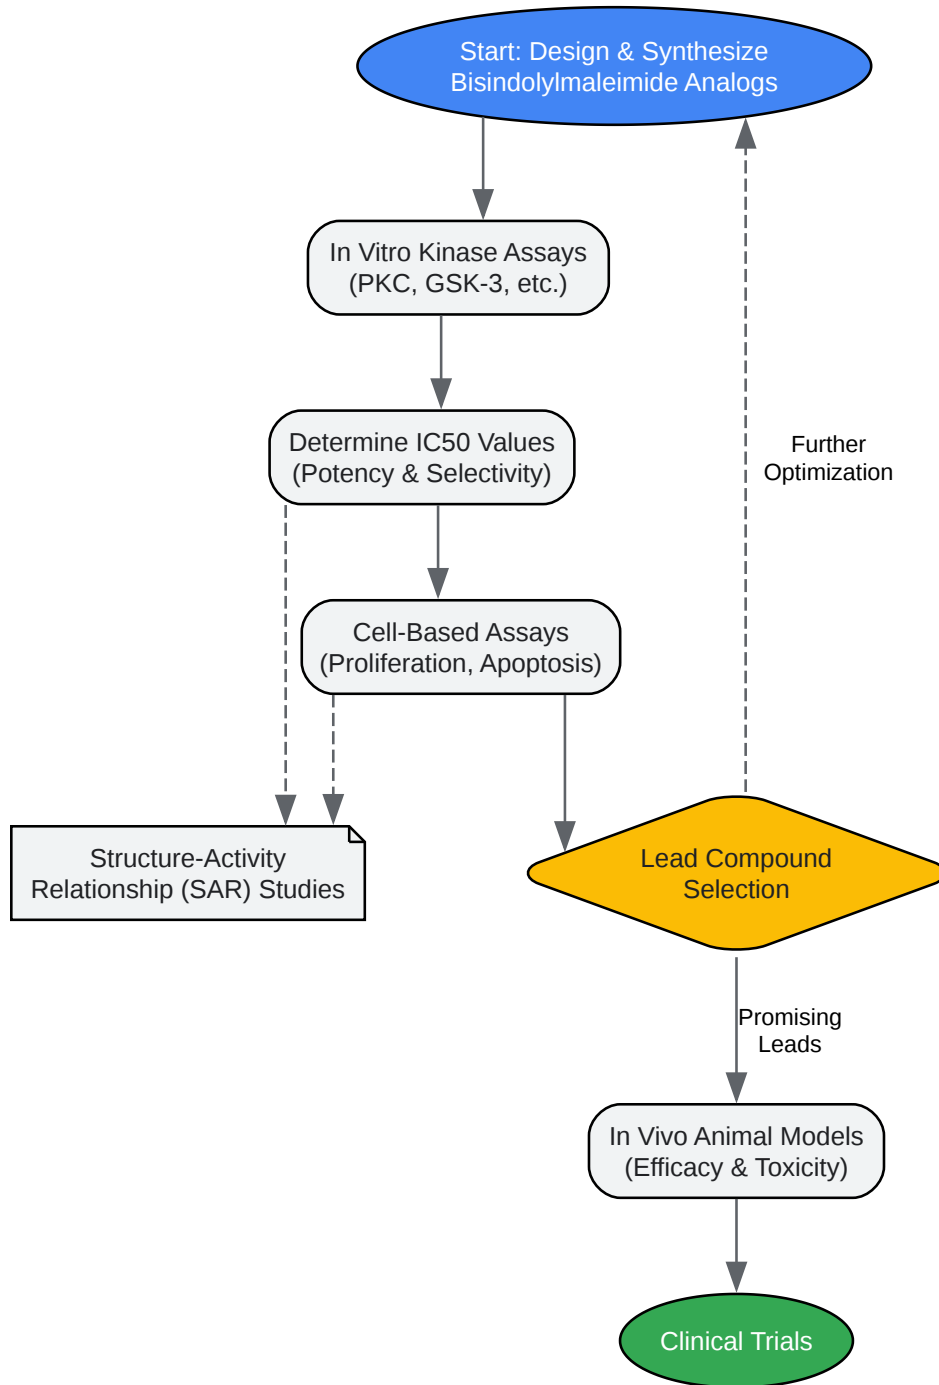 Start: Design & Synthesize
Bisindolylmaleimide Analogs
In Vitro Kinase Assays
(PKC, GSK-3, etc.)
Determine IC50 Values
(Potency & Selectivity)
Further
Optimization
Cell-Based Assays
(Proliferation, Apoptosis)
Structure-Activity
Relationship (SAR) Studies
Lead Compound
Selection
Promising
Leads
In Vivo Animal Models
(Efficacy & Toxicity)
Clinical Trials